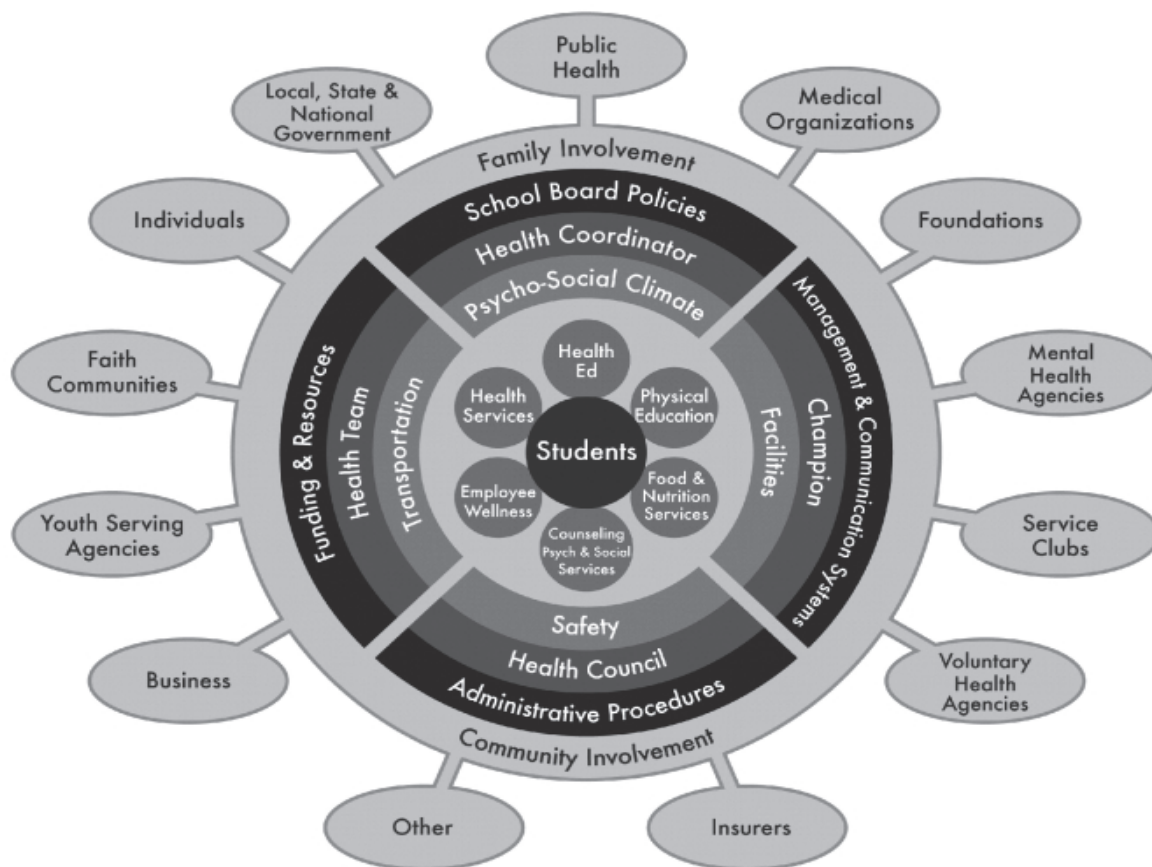 Public
Health
Local, State &
National
Government
Medical
Organizations
Individuals
Foundations
Faith
Communities
Mental
Health
Agencies
Youth Serving
Agencies
Service
Clubs
Business
Voluntary
Health
Agencies
Other
Insurers
Family Involvement
School Board Policies
Health Coordinator
Psycho-Social Climate
Funding & Resources
Health Team
Transportation
Management & Communication Systems
Champion
Facilities
Health
Ed
Health
Services
Physical
Education
Students
Employee
Wellness
Food &
Nutrition
Services
Counseling
Psych & Social
Services
Safety
Health Council
Administrative Procedures
Community Involvement